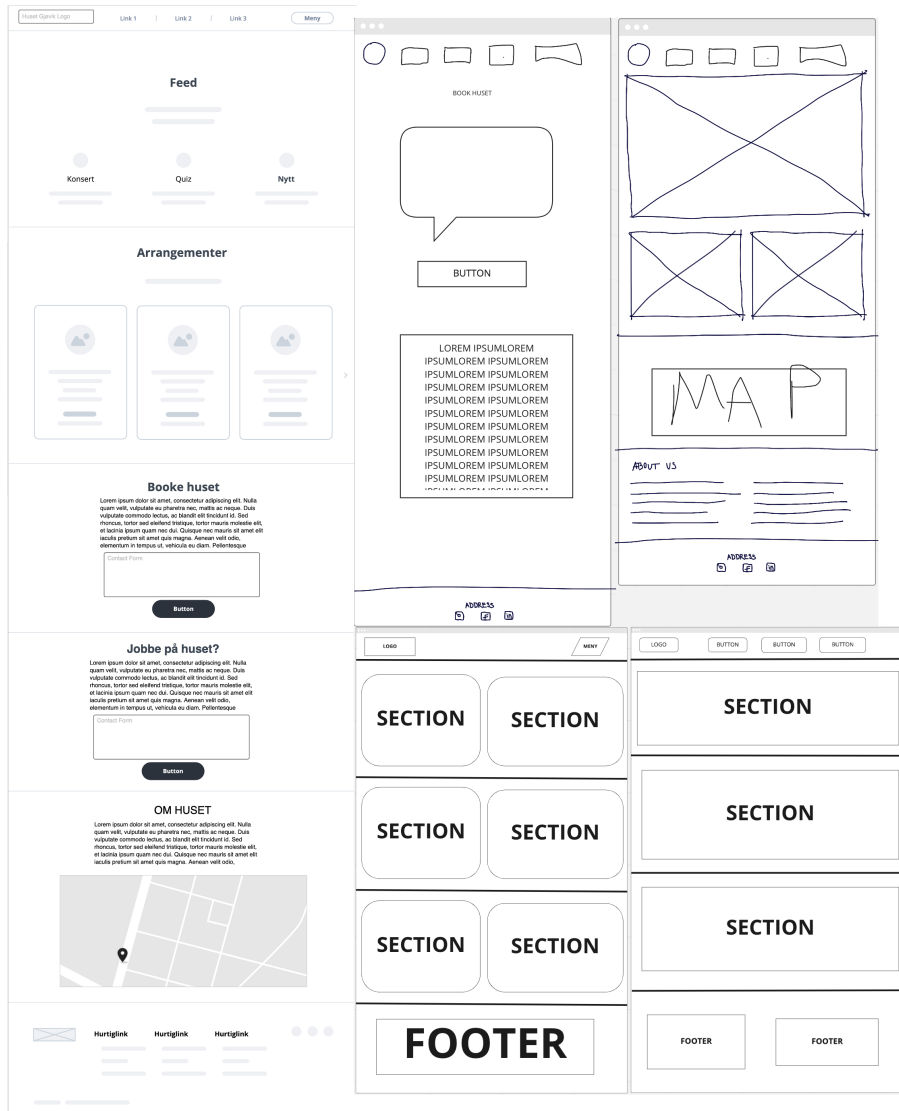 Huset Gjøvik Logo
Link 1 | Link 2 | Link 3
Meny
Feed
Konsert
Quiz
Nytt
Arrangementer
Booke huset
Lorem ipsum dolor sit amet, consectetur adipiscing elit. Nulla
quam velit, vulputate eu pharetra nec, mattis ac neque. Duis
vulputate commodo lectus, ac blandit elit tincidunt id. Sed
rhoncus, tortor sed eleifend tristique, tortor mauris molestie elit,
et lacinia ipsum quam nec dui. Quisque nec mauris sit amet elit
iaculis pretium sit amet quis magna. Aenean velit odio,
elementum in tempus ut, vehicula eu diam. Pellentesque
Contact Form
Button
Jobbe på huset?
Lorem ipsum dolor sit amet, consectetur adipiscing elit. Nulla
quam velit, vulputate eu pharetra nec, mattis ac neque. Duis
vulputate commodo lectus, ac blandit elit tincidunt id. Sed
rhoncus, tortor sed eleifend tristique, tortor mauris molestie elit,
et lacinia ipsum quam nec dui. Quisque nec mauris sit amet elit
iaculis pretium sit amet quis magna. Aenean velit odio,
elementum in tempus ut, vehicula eu diam. Pellentesque
Contact Form
Button
OM HUSET
Lorem ipsum dolor sit amet, consectetur adipiscing elit. Nulla
quam velit, vulputate eu pharetra nec, mattis ac neque. Duis
vulputate commodo lectus, ac blandit elit tincidunt id. Sed
rhoncus, tortor sed eleifend tristique, tortor mauris molestie elit,
et lacinia ipsum quam nec dui. Quisque nec mauris sit amet elit
iaculis pretium sit amet quis magna. Aenean velit odio,
Hurtiglink
Hurtiglink
Hurtiglink
BOOK HUSET
BUTTON
LOREM IPSUMLOREM
IPSUMLOREM IPSUMLOREM
IPSUMLOREM IPSUMLOREM
IPSUMLOREM IPSUMLOREM
IPSUMLOREM IPSUMLOREM
IPSUMLOREM IPSUMLOREM
IPSUMLOREM IPSUMLOREM
IPSUMLOREM IPSUMLOREM
IPSUMLOREM IPSUMLOREM
IPSUMLOREM IPSUMLOREM
IPSUMLOREM IPSUMLOREM
IPSUMLOREM IPSUMLOREM
ADDRESS
f
in
MAP
ABOUT US
ADDRESS
f
in
LOGO
MENY
SECTION
SECTION
SECTION
SECTION
SECTION
SECTION
FOOTER
LOGO
BUTTON
BUTTON
BUTTON
SECTION
SECTION
SECTION
FOOTER
FOOTER